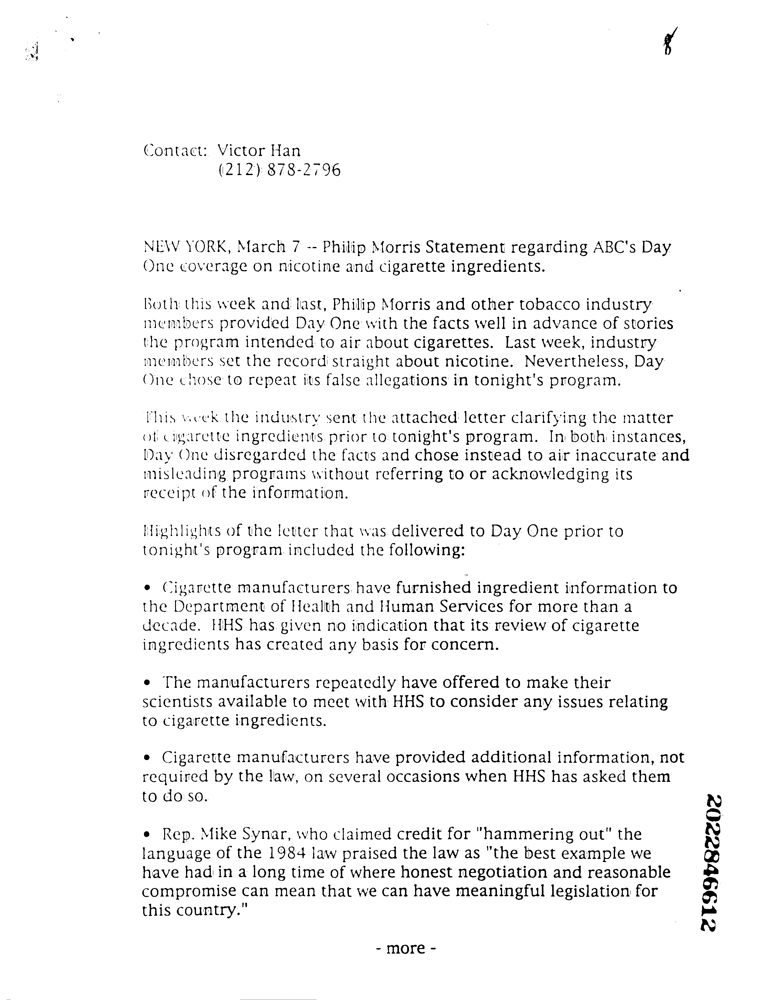 8
Contact: Victor Han
(212) 878-2796
NEW YORK, March 7 -- Philip Morris Statement regarding ABC's Day
One coverage on nicotine and cigarette ingredients.
Both this week and last, Philip Morris and other tobacco industry
members provided Day One with the facts well in advance of stories
the program intended to air about cigarettes. Last week, industry
members set the record straight about nicotine. Nevertheless, Day
One chose to repeat its false allegations in tonight's program.
This week the industry sent the attached letter clarifying the matter
of cigarette ingredients prior to tonight's program. In both instances,
Day One disregarded the facts and chose instead to air inaccurate and
misleading programs without referring to or acknowledging its
receipt of the information.
Highlights of the letter that was delivered to Day One prior to
tonight's program included the following:
• Cigarette manufacturers have furnished ingredient information to
the Department of Health and Human Services for more than a
decade. HHS has given no indication that its review of cigarette
ingredients has created any basis for concern.
• The manufacturers repeatedly have offered to make their
scientists available to meet with HHS to consider any issues relating
to cigarette ingredients.
• Cigarette manufacturers have provided additional information, not
required by the law, on several occasions when HHS has asked them
to do so.
• Rep. Mike Synar, who claimed credit for "hammering out" the
language of the 1984 law praised the law as "the best example we
have had in a long time of where honest negotiation and reasonable
compromise can mean that we can have meaningful legislation for
this country."
- more -
2022846612